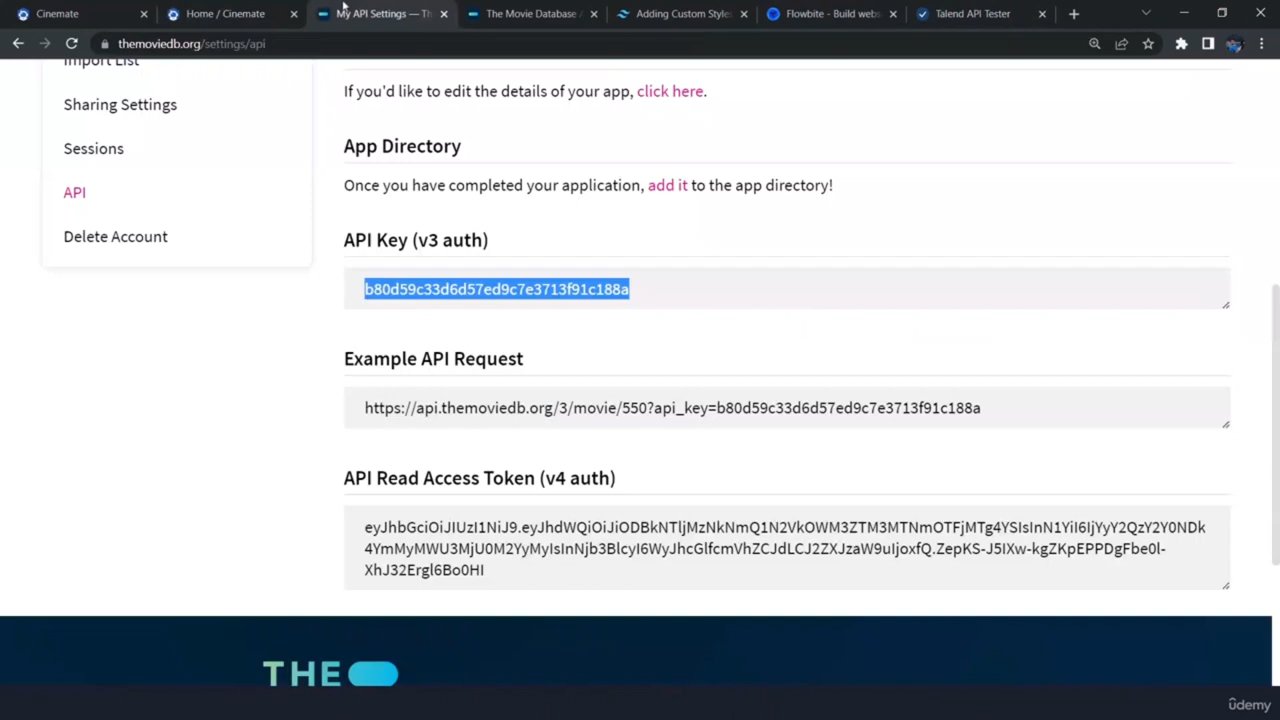 Cinemate
Home / Cinemate
My API Settings — Th
The Movie Database A
Adding Custom Styles
Flowbite - Build webs
Talend API Tester
themoviedb.org/settings/api
Import List
Sharing Settings
Sessions
API
Delete Account
If you'd like to edit the details of your app, click here.
App Directory
Once you have completed your application, add it to the app directory!
API Key (v3 auth)
b80d59c33d6d57ed9c7e3713f91c188a
Example API Request
https://api.themoviedb.org/3/movie/550?api_key=b80d59c33d6d57ed9c7e3713f91c188a
API Read Access Token (v4 auth)
eyJhbGciOiJIUzI1NiJ9.eyJhdWQiOiJiODBkNTljMzNkNmQ1N2VkOWM3ZTM3MTNmOTFjMTg4YSIsInN1YiI6IjYyY2QzY2Y0NDk
4YmMyMWU3MjU0M2YyMyIsInNjb3BlcyI6WyJhcGlfcmVhZCJdLCJ2ZXJzaW9uIjoxfQ.ZepKS-J5IXw-kgZKpEPPDgFbe0l-
XhJ32Ergl6Bo0HI
THE
ûdemy